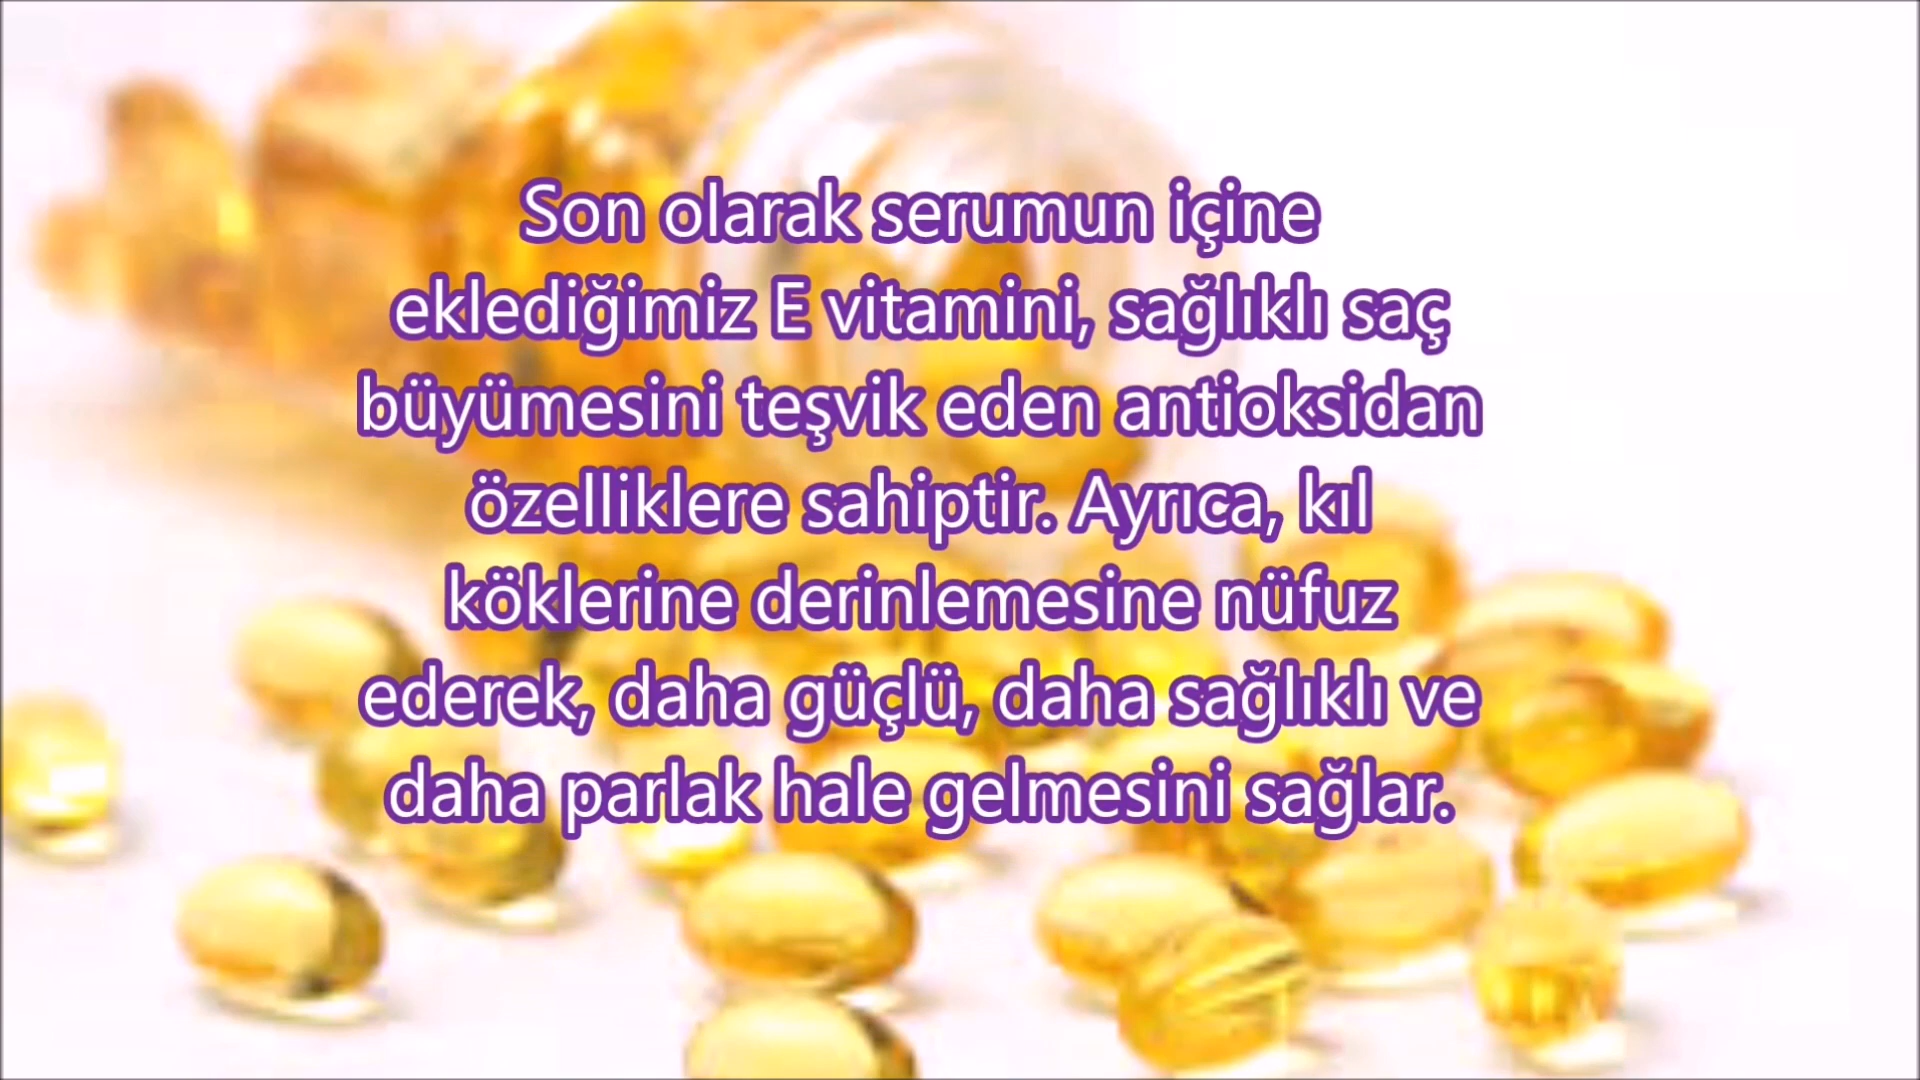 Son olarak serumun içine
eklediğimiz E vitamini, sağlıklı saç
büyümesini teşvik eden antioksidan
özelliklere sahiptir. Ayrıca, kıl
köklerine derinlemesine nüfuz
ederek, daha güçlü, daha sağlıklı ve
daha parlak hale gelmesini sağlar.